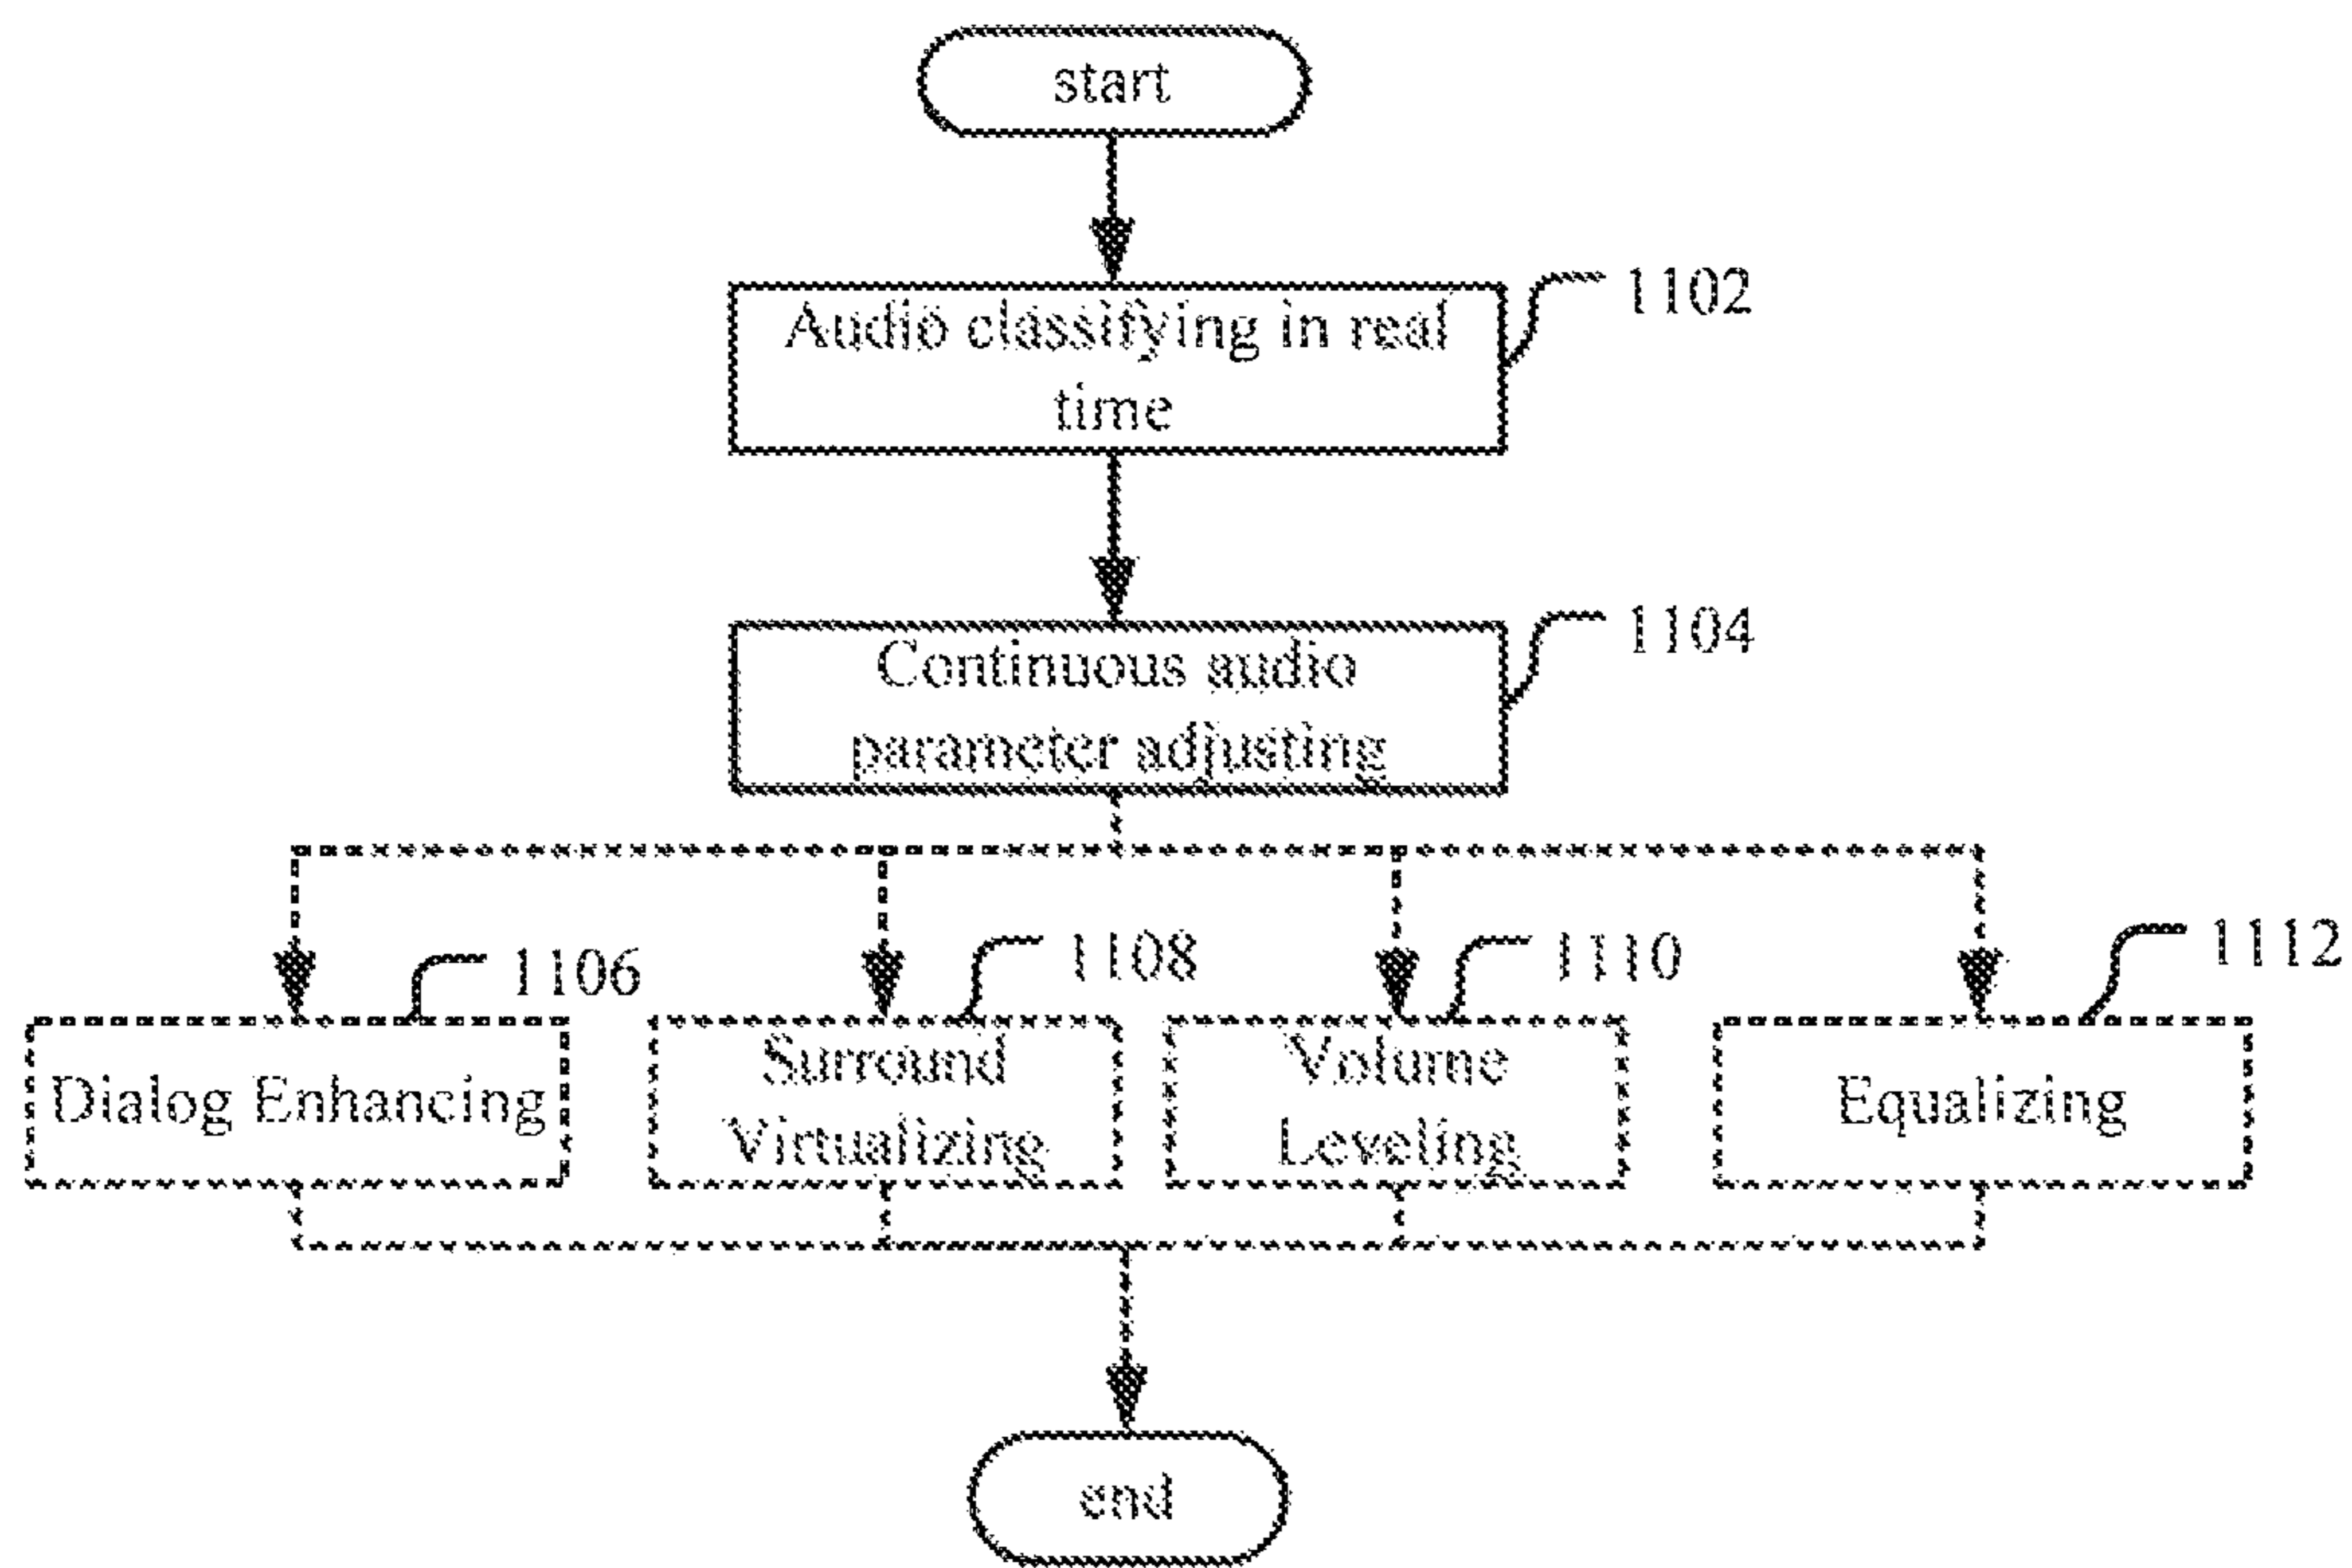 start
Audio classifying in real
time
1102
Continuous audio
parameter adjusting
1104
1106
1108
1110
1112
Dialog Enhancing
Surround
Virtualizing
Volume
Leveling
Equalizing
end